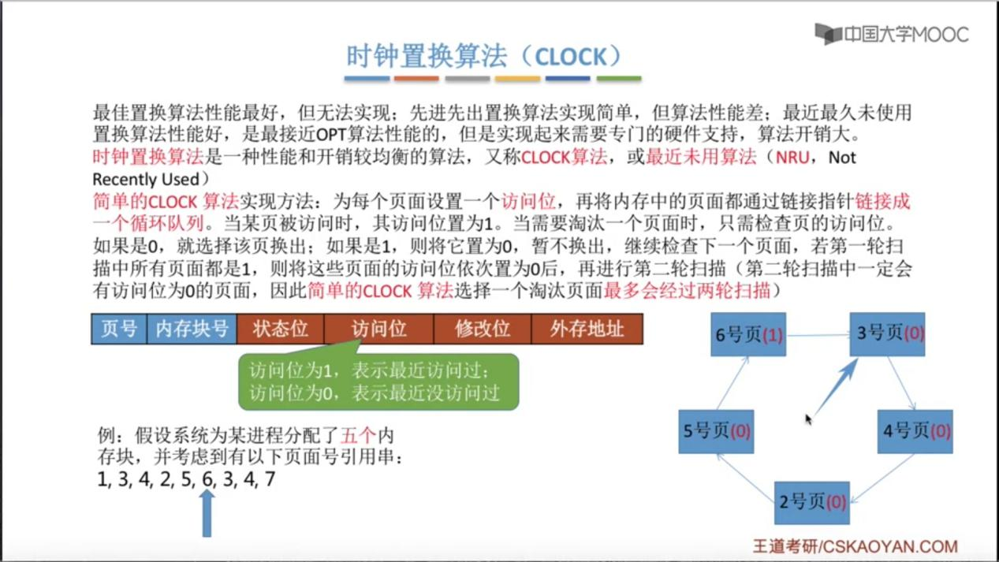 中国大学MOOC
时钟置换算法（CLOCK）
最佳置换算法性能最好，但无法实现；先进先出置换算法实现简单，但算法性能差；最近最久未使用
置换算法性能好，是最接近OPT算法性能的，但是实现起来需要专门的硬件支持，算法开销大。
时钟置换算法是一种性能和开销较均衡的算法，又称CLOCK算法，或最近未用算法（NRU，Not
Recently Used）
简单的CLOCK 算法实现方法：为每个页面设置一个访问位，再将内存中的页面都通过链接指针链接成
一个循环队列。当某页被访问时，其访问位置为1。当需要淘汰一个页面时，只需检查页的访问位。
如果是0，就选择该页换出；如果是1，则将它置为0，暂不换出，继续检查下一个页面，若第一轮扫
描中所有页面都是1，则将这些页面的访问位依次置为0后，再进行第二轮扫描（第二轮扫描中一定会
有访问位为0的页面，因此简单的CLOCK 算法选择一个淘汰页面最多会经过两轮扫描）
页号 内存块号 状态位 访问位 修改位 外存地址
访问位为1，表示最近访问过；
访问位为0，表示最近没访问过
例：假设系统为某进程分配了五个内
存块，并考虑到有以下页面号引用串：
1, 3, 4, 2, 5, 6, 3, 4, 7
6号页(1)
3号页(0)
5号页(0)
4号页(0)
2号页(0)
王道考研/CSKAOYAN.COM